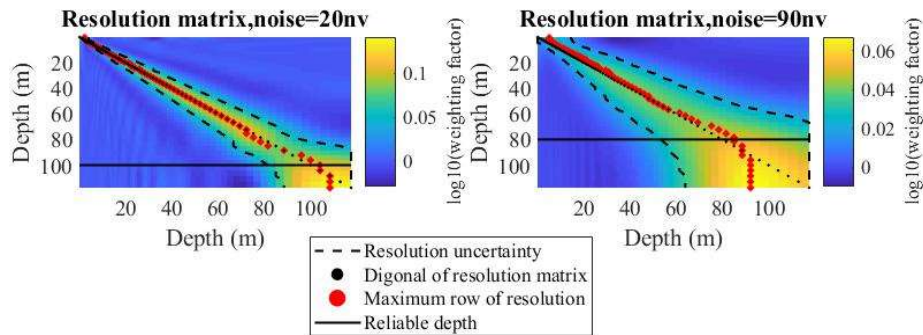 Resolution matrix,noise=20nv
Depth (m)
20
40
60
80
100
20 40 60 80 100
Depth (m)
0.1
0.05
0
log10(weighting factor)
Resolution matrix,noise=90nv
Depth (m)
20
40
60
80
100
20 40 60 80 100
Depth (m)
0.06
0.04
0.02
0
log10(weighting factor)
Resolution uncertainty
Digonal of resolution matrix
Maximum row of resolution
Reliable depth